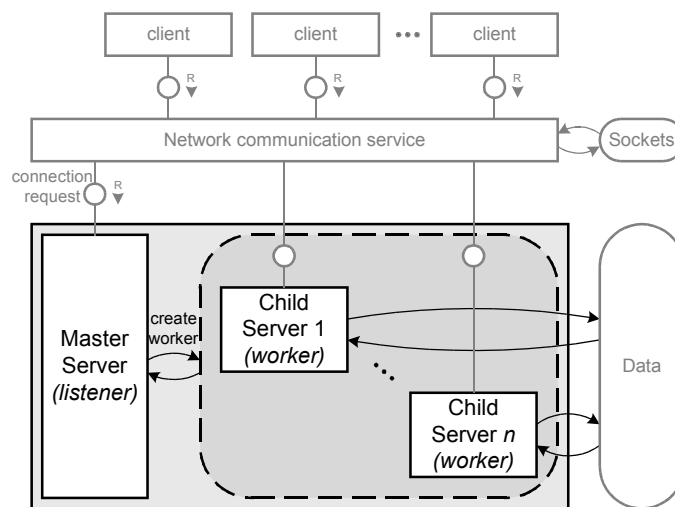 client
client
client
R
R
R
Network communication service
Sockets
connection
request
R
Master
Server
(listener)
create
worker
Child
Server 1
(worker)
Data
Child
Server n
(worker)